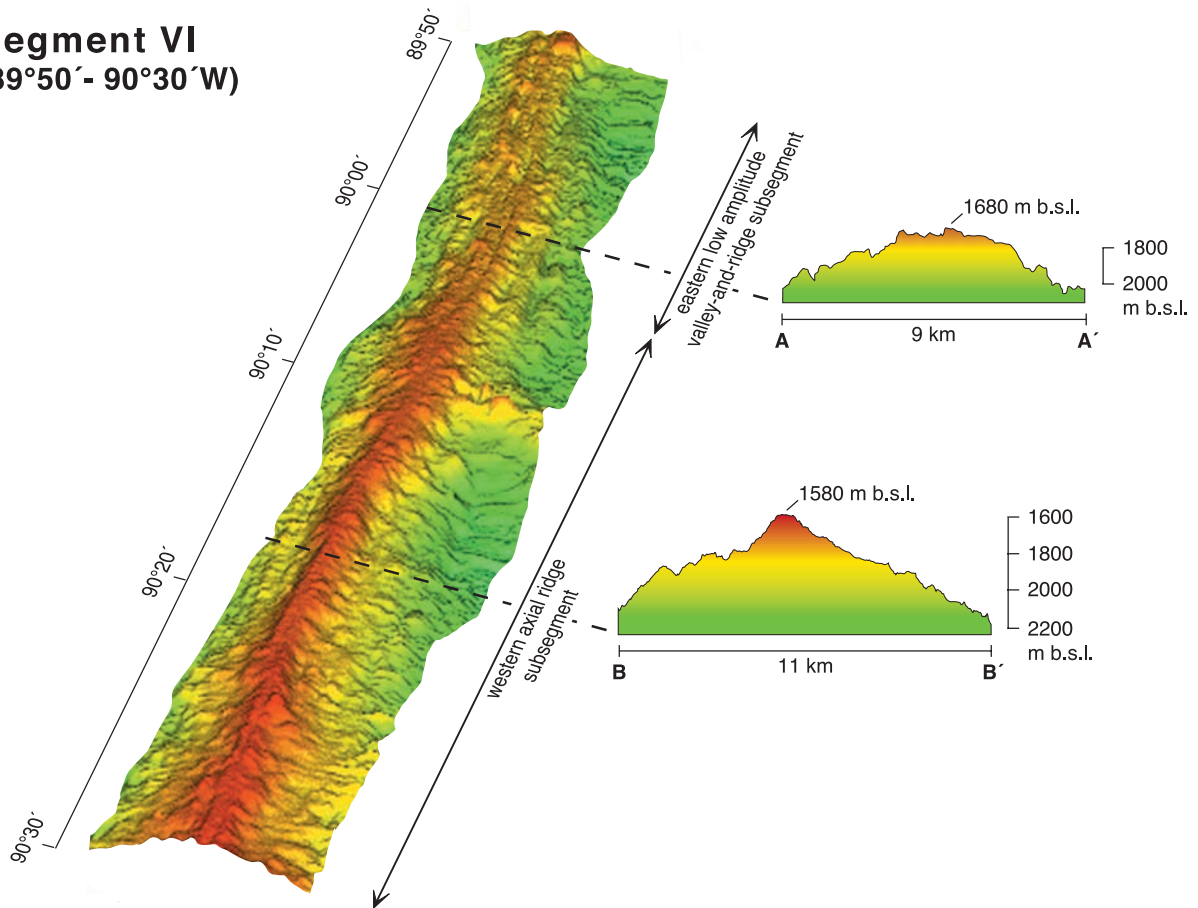 egment VI
39°50´- 90°30´W)
89°50´
90°00´
90°10´
90°20´
90°30´
eastern low amplitude
valley-and-ridge subsegment
western axial ridge
subsegment
1680 m b.s.l.
1800
2000
m b.s.l.
A
9 km
A´
1580 m b.s.l.
1600
1800
2000
2200
m b.s.l.
B
11 km
B´